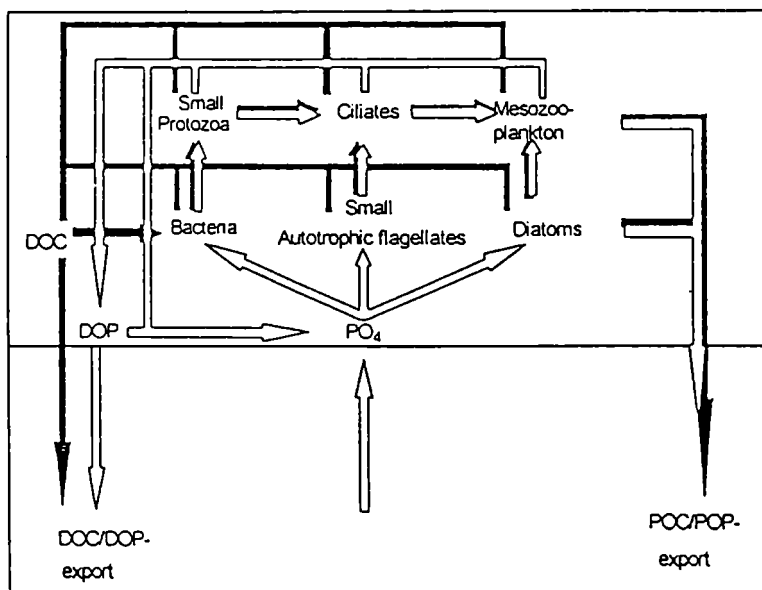 Small
Protozoa
Ciliates
Mesozoo-
plankton
Small
Bacteria
Autotrophic flagellates
Diatoms
DOC
DOP
PO₄
DOC/DOP-
export
POC/POP-
export